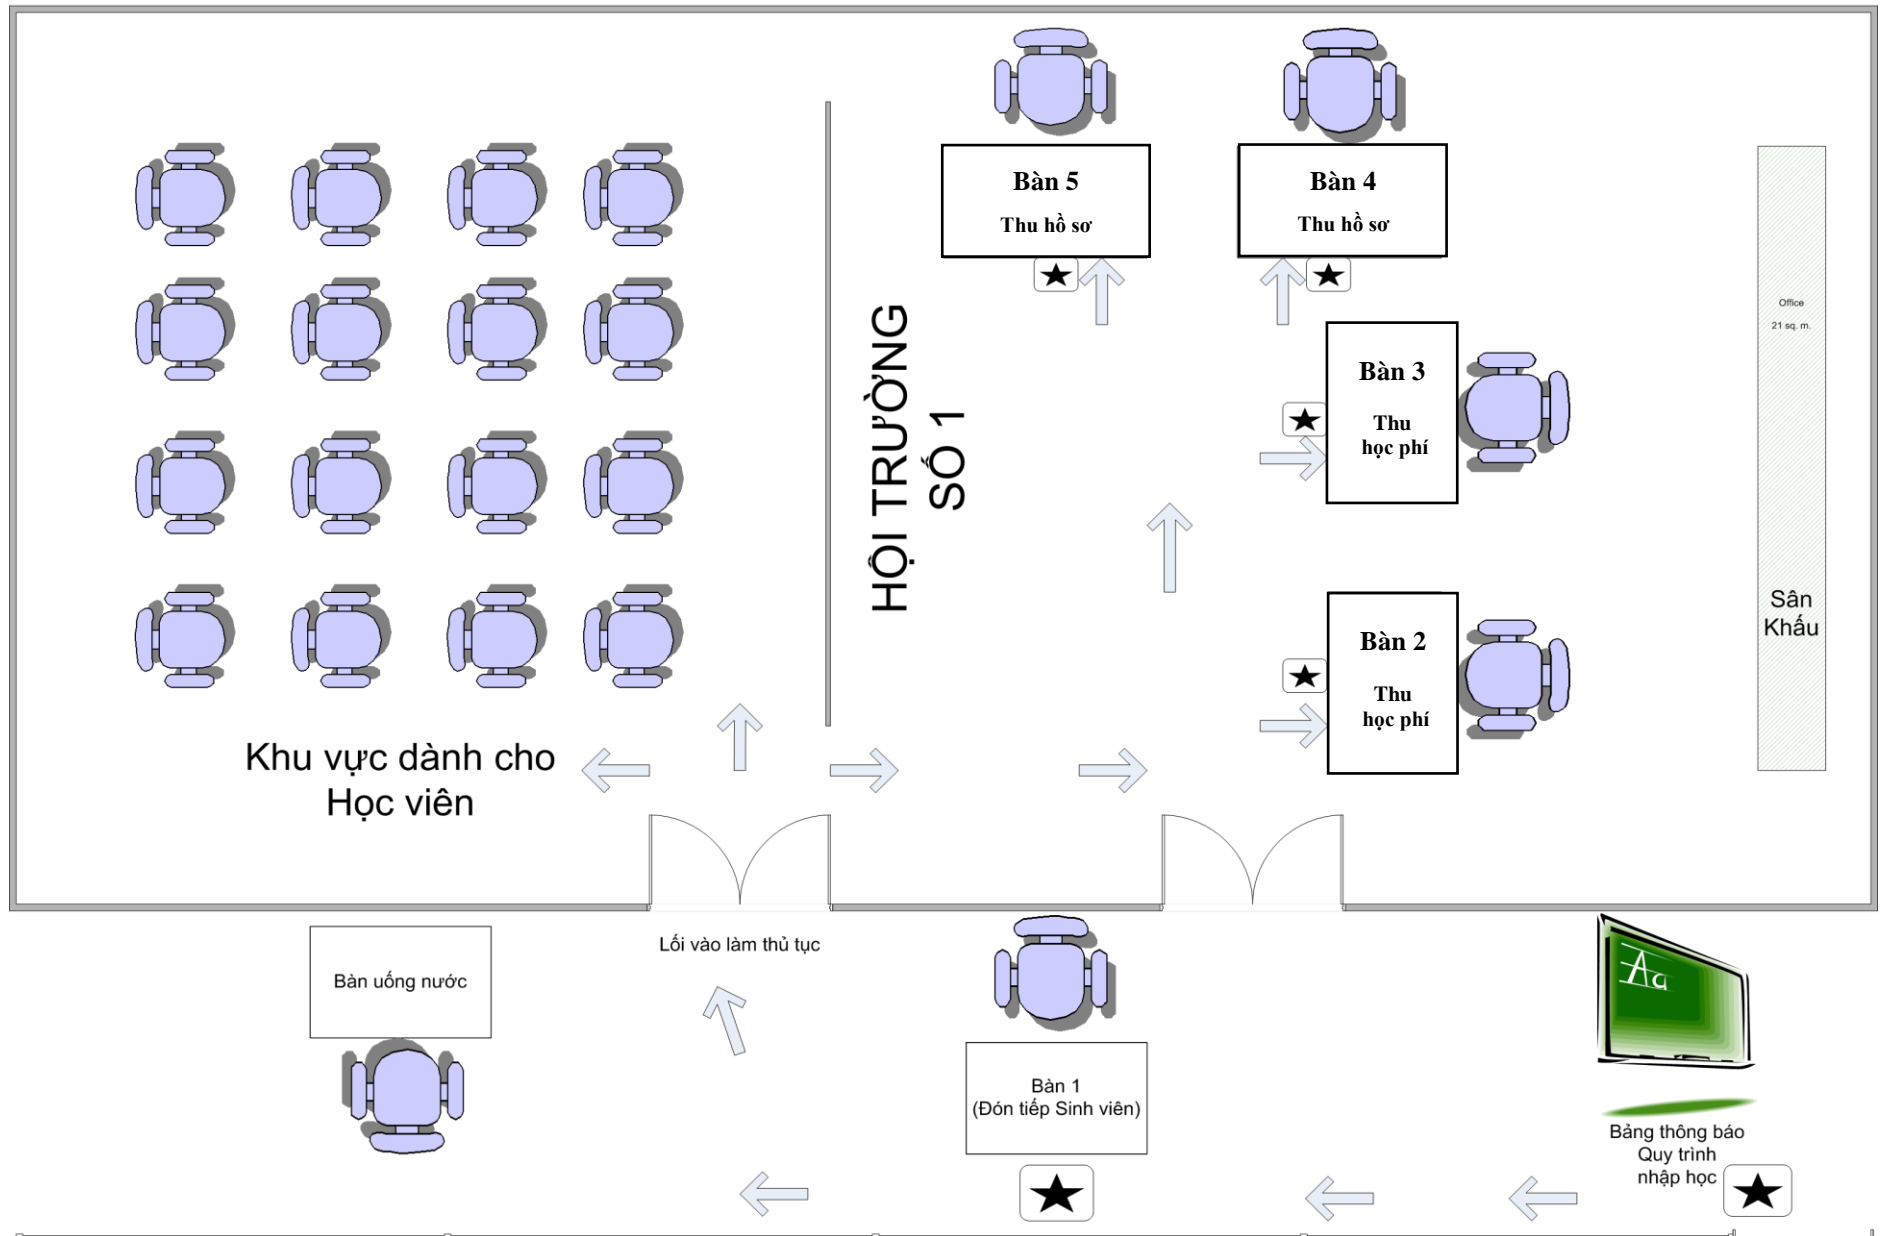 Bàn 5
Thu hồ sơ
Bàn 4
Thu hồ sơ
Office
21 sq. m.
HỘI TRƯỜNG
SỐ 1
Bàn 3
Thu
học phí
Sân
Khấu
Bàn 2
Thu
học phí
Khu vực dành cho
Học viên
Lối vào làm thủ tục
Bàn uống nước
Aa
Bàn 1
(Đón tiếp Sinh viên)
Bảng thông báo
Quy trình
nhập học